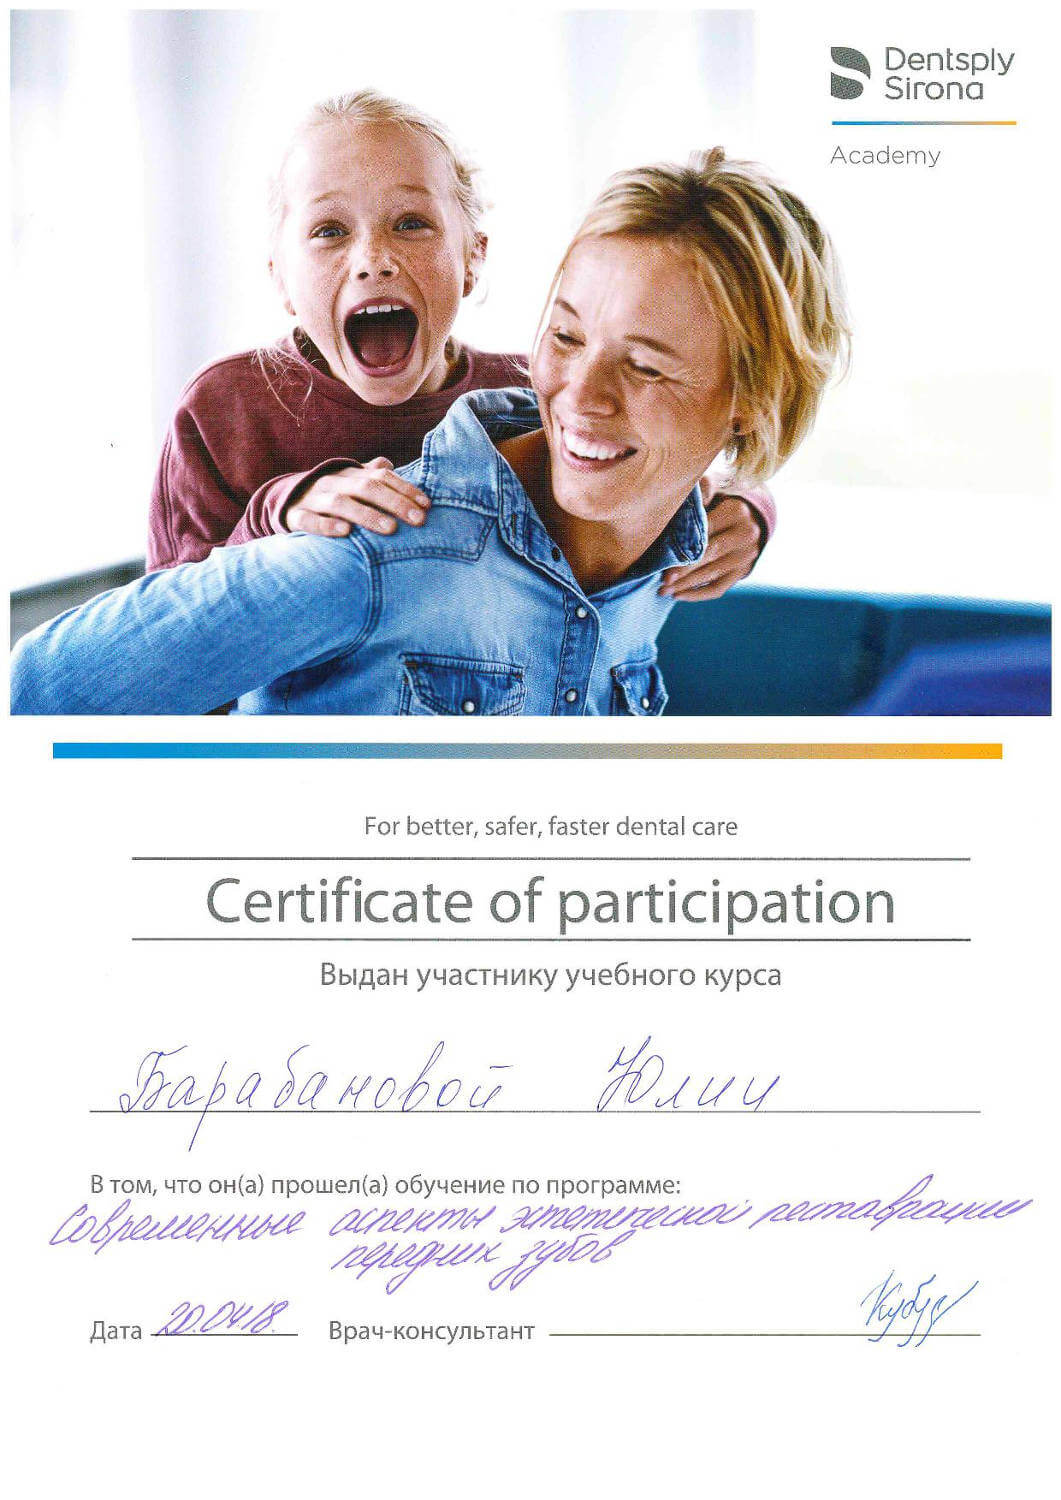 Dentsply
Sirona
Academy
For better, safer, faster dental care
Certificate of participation
Выдан участнику учебного курса
Барабановой Юлии
В том, что он(а) прошел(а) обучение по программе:
Современные аспекты эстетической реставрации
передних зубов
Дата 20.04.18. Врач-консультант